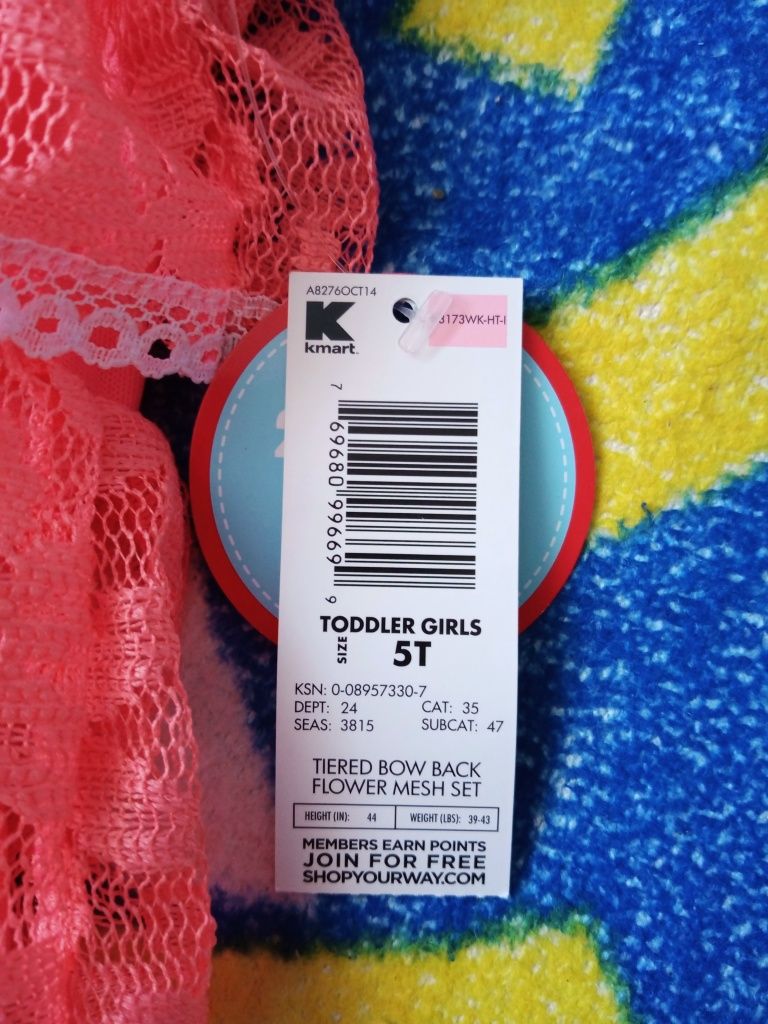 A8276OCT14
K
kmart
3173WK-HT-I
7 69680 99669 9
TODDLER GIRLS
SIZE 5T
KSN: 0-08957330-7
DEPT: 24 CAT: 35
SEAS: 3815 SUBCAT: 47
TIERED BOW BACK
FLOWER MESH SET
HEIGHT (IN): 44 WEIGHT (LBS): 39-43
MEMBERS EARN POINTS
JOIN FOR FREE
SHOPYOURWAY.COM